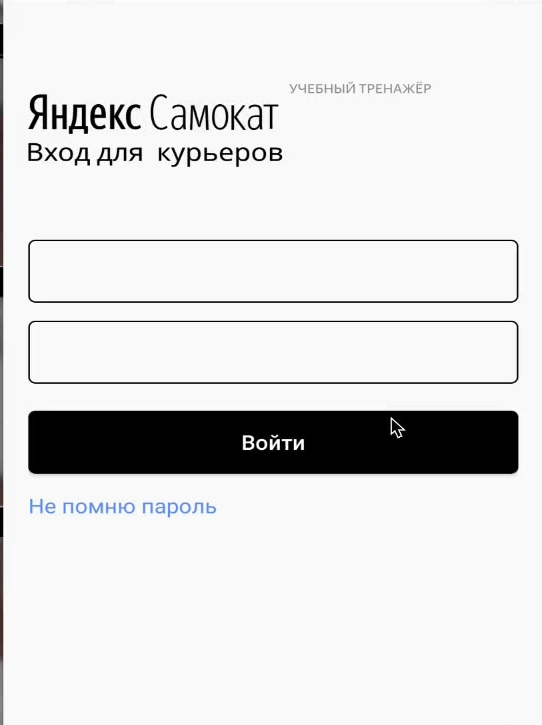 УЧЕБНЫЙ ТРЕНАЖЁР
Яндекс Самокат
Вход для курьеров
Войти
Не помню пароль